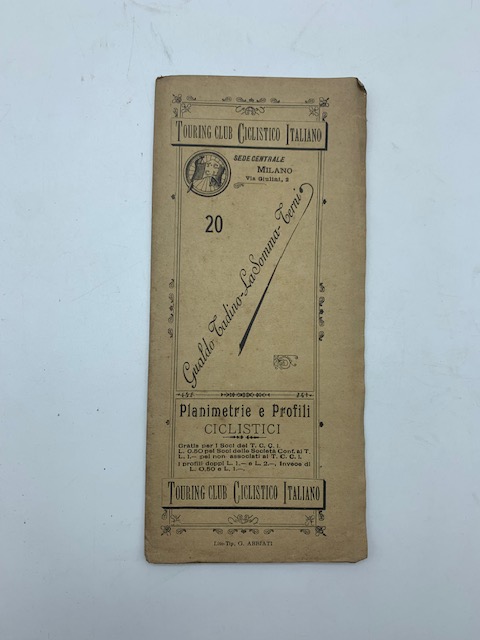 TOURING CLUB CICLISTICO ITALIANO
SEDE CENTRALE
MILANO
Via Giulini, 2
20
Gualdo Tadino-La Somma-Terni
Planimetrie e Profili
CICLISTICI
Gratis per i Soci del T. C. C. I.
L. 0.50 pei Soci delle Società Conf. al T.
L. 1.— pei non associati al T. C. C. I.
I profili doppi L. 1.— e L. 2.—, invece di
L. 0,50 e L. 1.—.
TOURING CLUB CICLISTICO ITALIANO
Lito Tip. G. ABBIATI